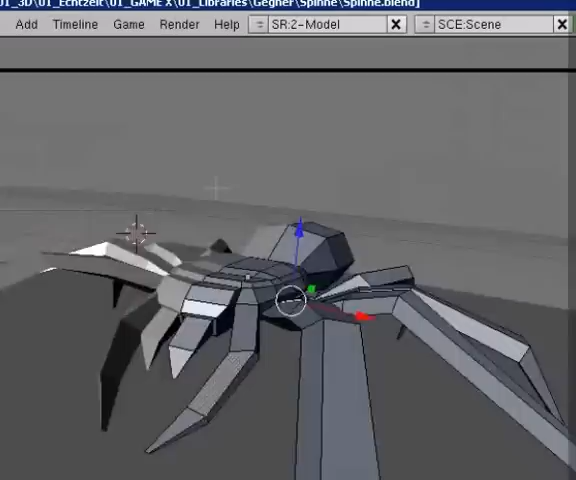 01_3D\01_Echtzeit\01_GAME X\01_Libraries\Gegner\Spinne\Spinne.blend]
Add Timeline Game Render Help SR:2-Model SCE:Scene